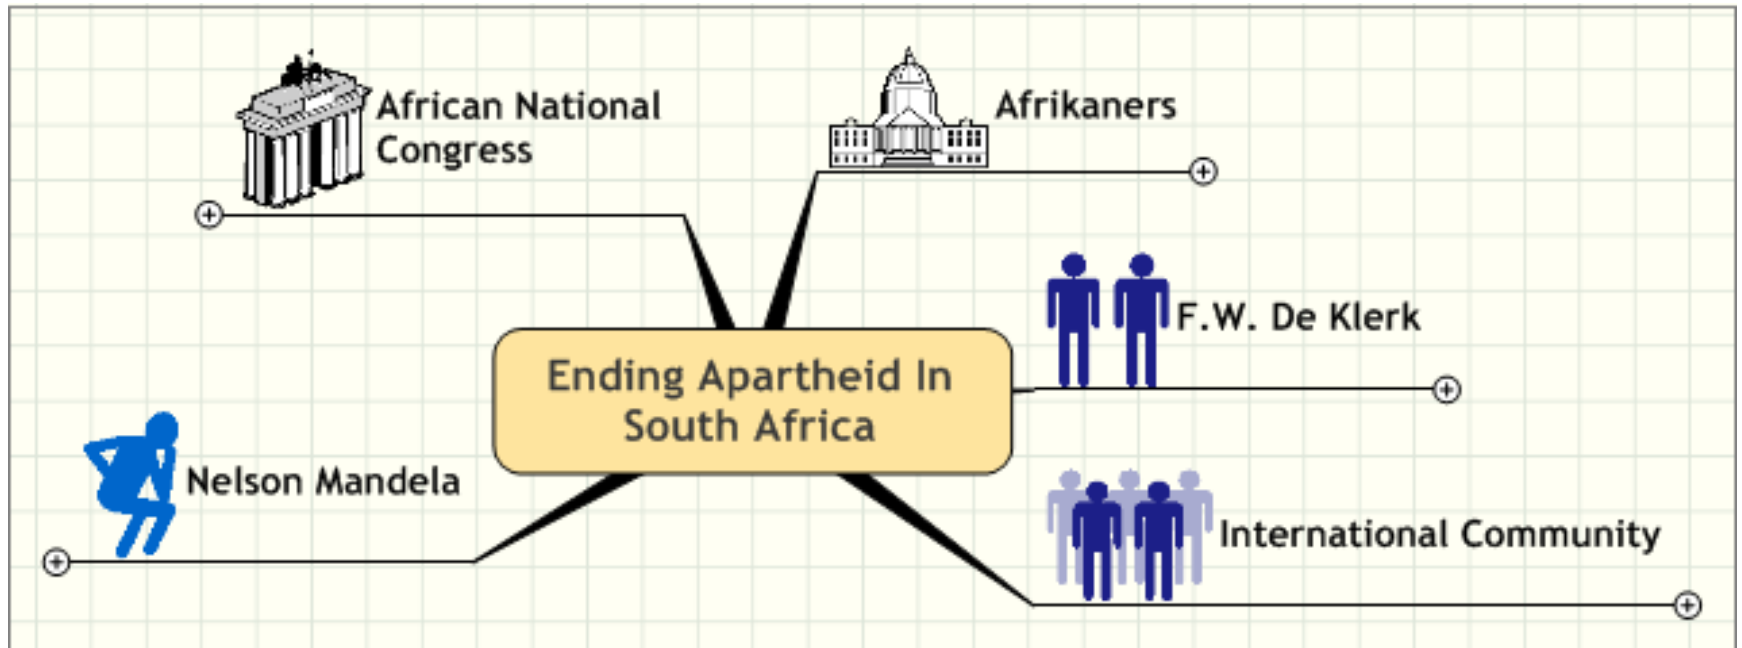 African National
Congress
Afrikaners
F.W. De Klerk
Ending Apartheid In
South Africa
Nelson Mandela
International Community